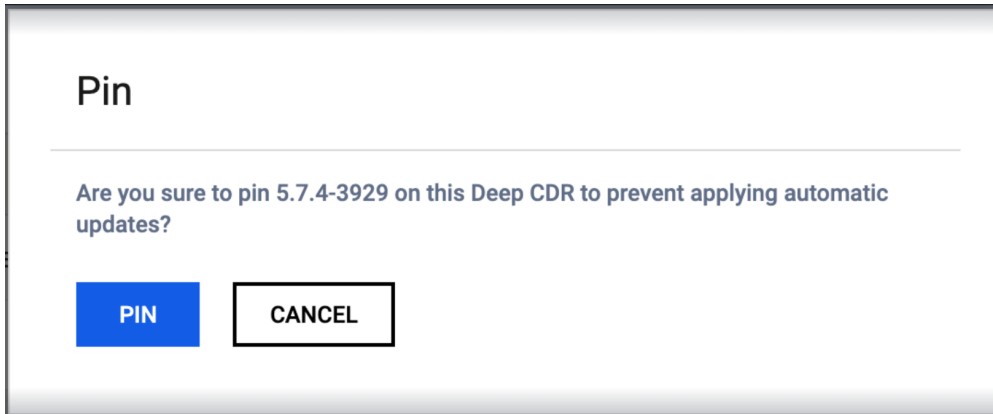 Pin
Are you sure to pin 5.7.4-3929 on this Deep CDR to prevent applying automatic
updates?
PIN
CANCEL